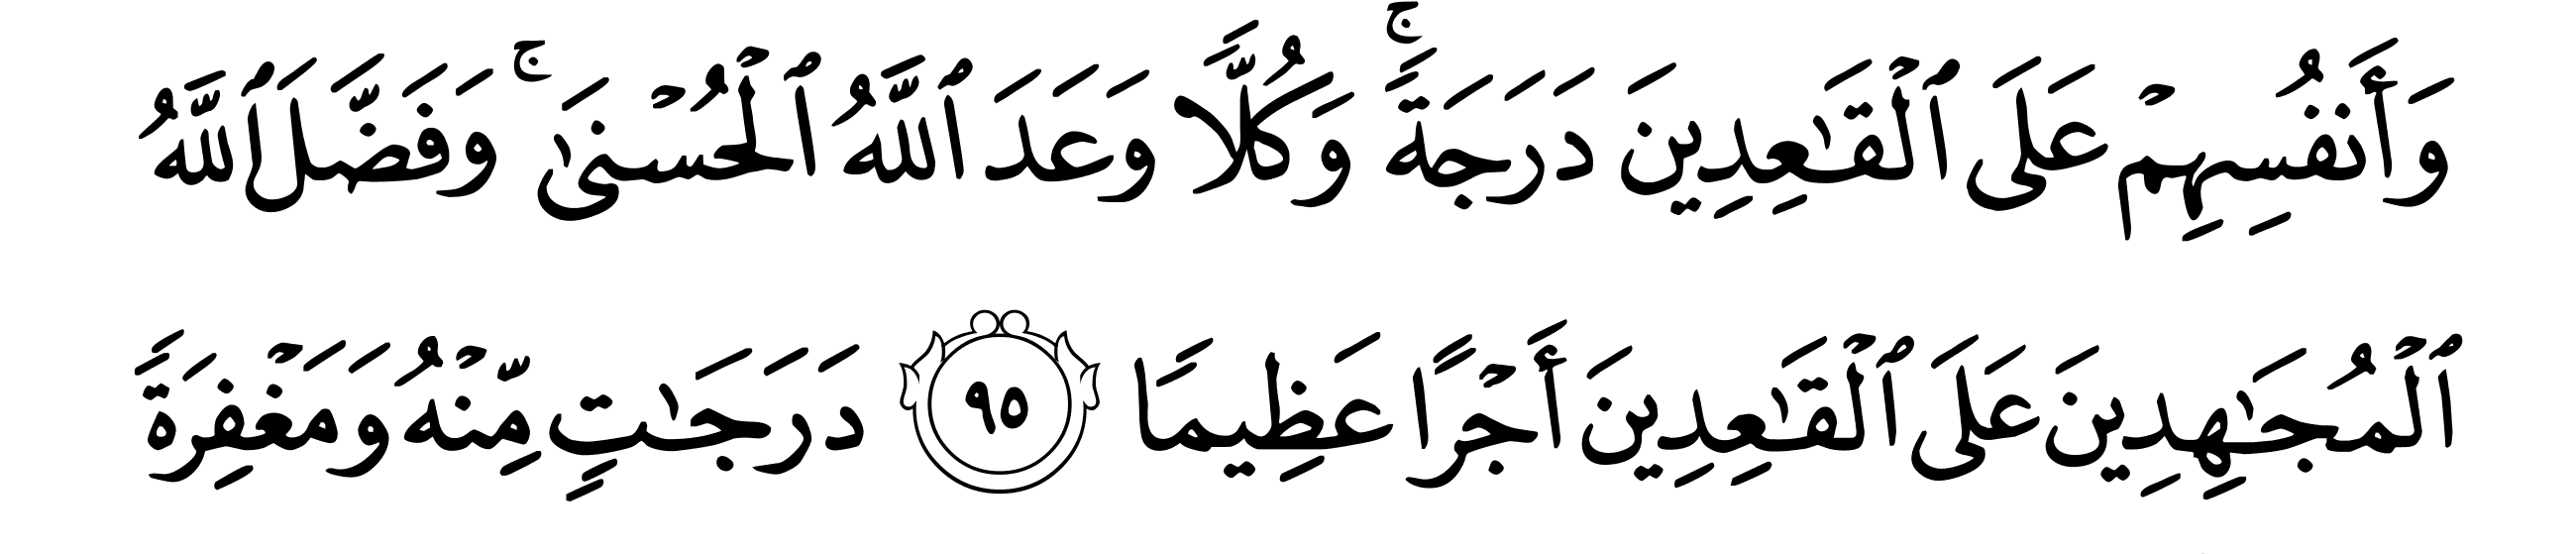 وَأَنفُسِهِمۡ عَلَى ٱلۡقَٰعِدِينَ دَرَجَةٗۚ وَكُلّٗا وَعَدَ ٱللَّهُ ٱلۡحُسۡنَىٰۚ وَفَضَّلَ ٱللَّهُ
ٱلۡمُجَٰهِدِينَ عَلَى ٱلۡقَٰعِدِينَ أَجۡرًا عَظِيمٗا ٩٥ دَرَجَٰتٖ مِّنۡهُ وَمَغۡفِرَةٗ